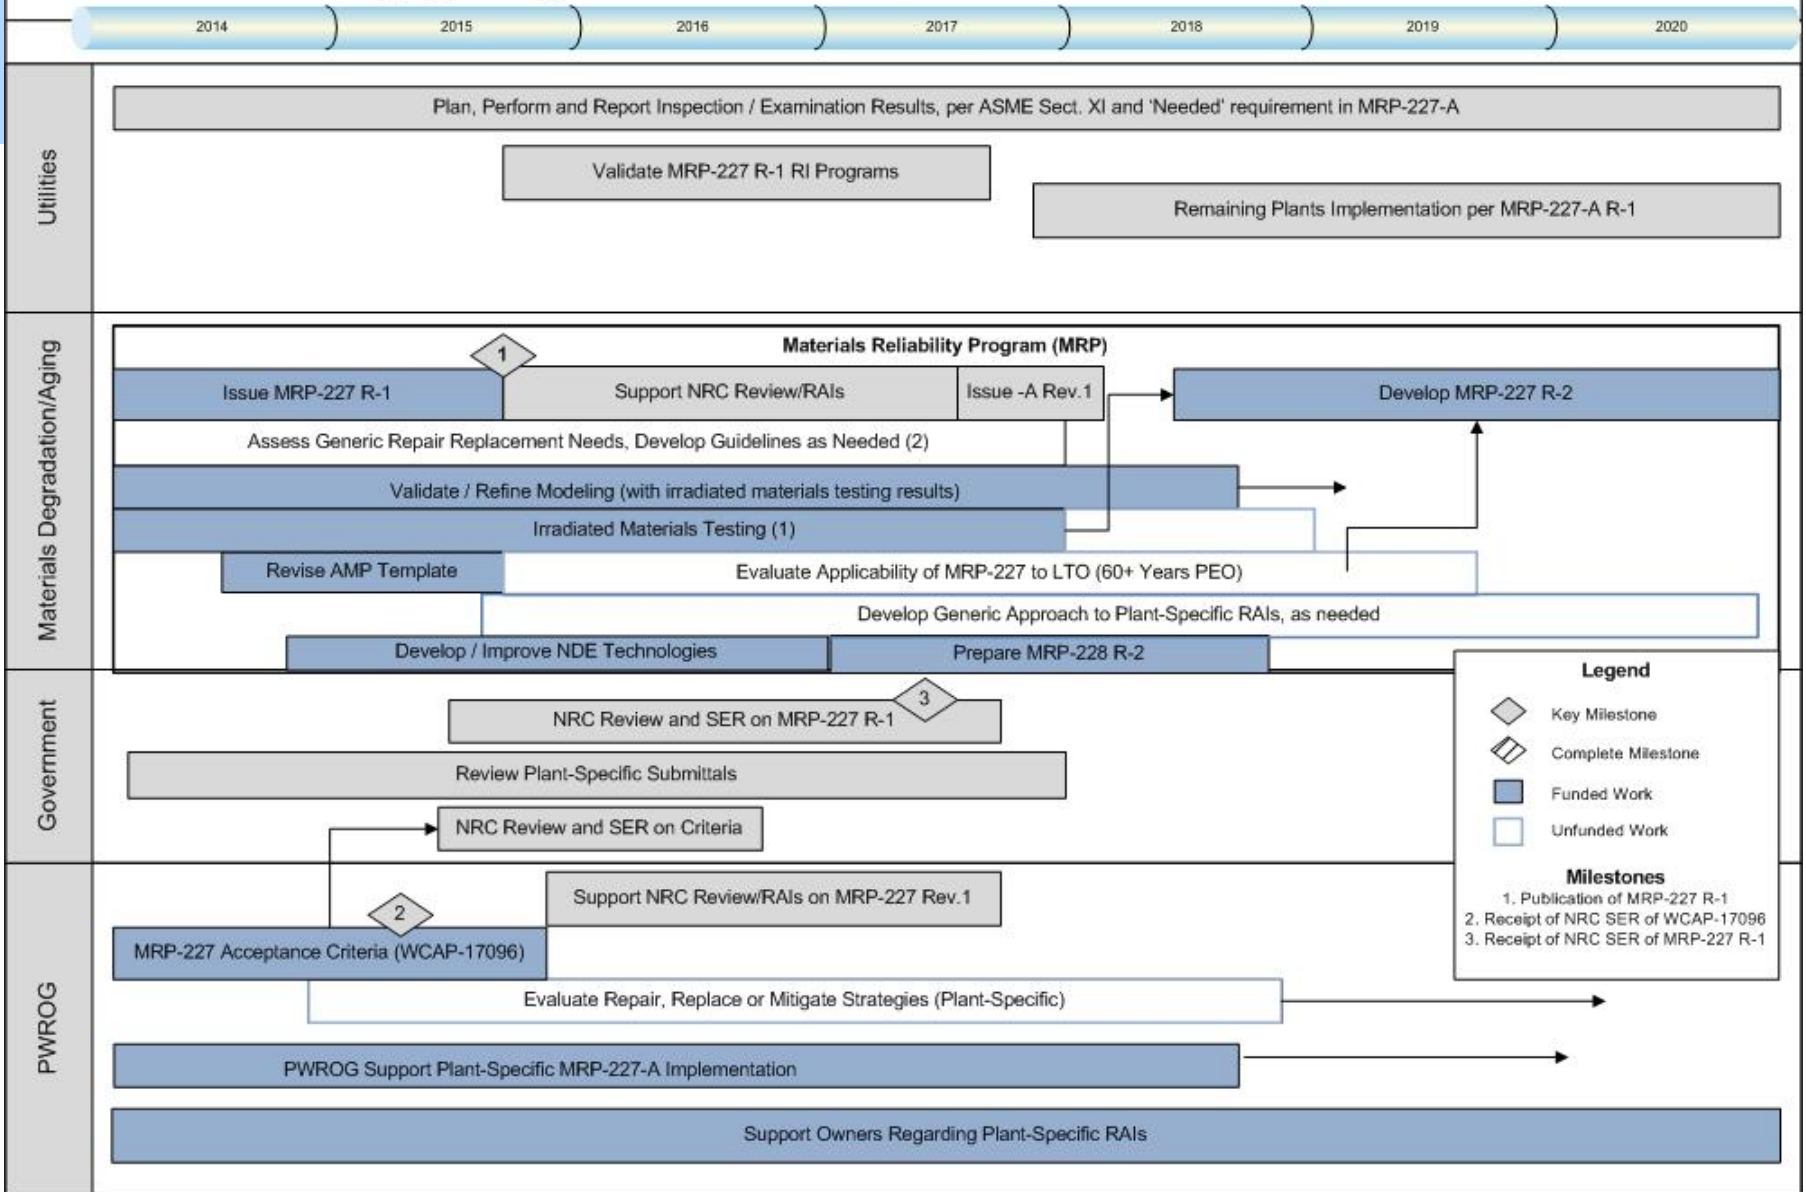 2014
2015
2016
2017
2018
2019
2020
Utilities
Plan, Perform and Report Inspection / Examination Results, per ASME Sect. XI and 'Needed' requirement in MRP-227-A
Validate MRP-227 R-1 RI Programs
Remaining Plants Implementation per MRP-227-A R-1
Materials Degradation/Aging
Materials Reliability Program (MRP)
1
Issue MRP-227 R-1
Support NRC Review/RAIs
Issue -A Rev.1
Develop MRP-227 R-2
Assess Generic Repair Replacement Needs, Develop Guidelines as Needed (2)
Validate / Refine Modeling (with irradiated materials testing results)
Irradiated Materials Testing (1)
Revise AMP Template
Evaluate Applicability of MRP-227 to LTO (60+ Years PEO)
Develop Generic Approach to Plant-Specific RAIs, as needed
Develop / Improve NDE Technologies
Prepare MRP-228 R-2
Government
3
NRC Review and SER on MRP-227 R-1
Review Plant-Specific Submittals
NRC Review and SER on Criteria
PWROG
Support NRC Review/RAIs on MRP-227 Rev.1
2
MRP-227 Acceptance Criteria (WCAP-17096)
Evaluate Repair, Replace or Mitigate Strategies (Plant-Specific)
PWROG Support Plant-Specific MRP-227-A Implementation
Support Owners Regarding Plant-Specific RAIs
Legend
Key Milestone
Complete Milestone
Funded Work
Unfunded Work
Milestones
1. Publication of MRP-227 R-1
2. Receipt of NRC SER of WCAP-17096
3. Receipt of NRC SER of MRP-227 R-1